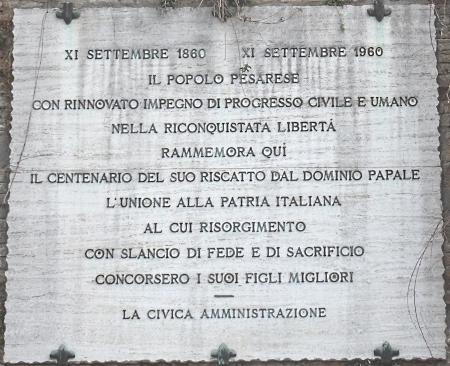 XI SETTEMBRE 1860 XI SETTEMBRE 1960
IL POPOLO PESARESE
CON RINNOVATO IMPEGNO DI PROGRESSO CIVILE E UMANO
NELLA RICONQUISTATA LIBERTÁ
RAMMEMORA QUÍ
IL CENTENARIO DEL SUO RISCATTO DAL DOMINIO PAPALE
L'UNIONE ALLA PATRIA ITALIANA
AL CUI RISORGIMENTO
CON SLANCIO DI FEDE E DI SACRIFICIO
CONCORSERO I SUOI FIGLI MIGLIORI
LA CIVICA AMMINISTRAZIONE